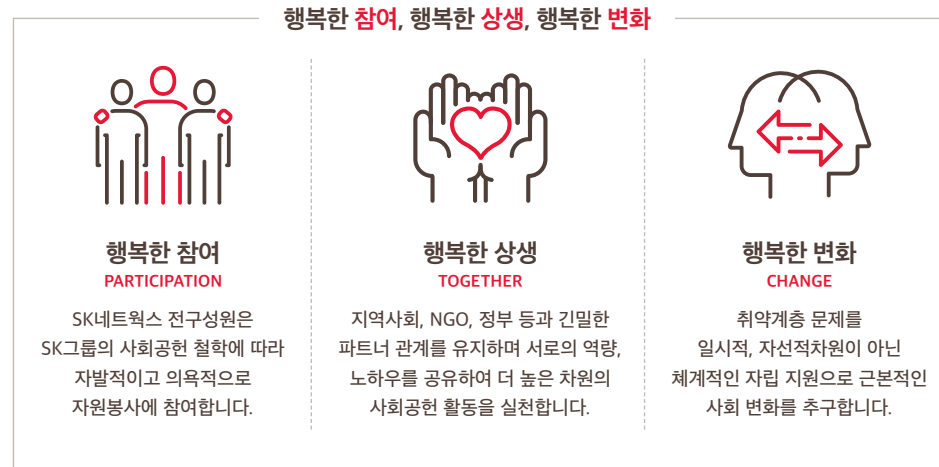 행복한 참여, 행복한 상생, 행복한 변화
행복한 참여
PARTICIPATION
SK네트웍스 전구성원은
SK그룹의 사회공헌 철학에 따라
자발적이고 의욕적으로
자원봉사에 참여합니다.
행복한 상생
TOGETHER
지역사회, NGO, 정부 등과 긴밀한
파트너 관계를 유지하며 서로의 역량,
노하우를 공유하여 더 높은 차원의
사회공헌 활동을 실천합니다.
행복한 변화
CHANGE
취약계층 문제를
일시적, 자선적차원이 아닌
쳬계적인 자립 지원으로 근본적인
사회 변화를 추구합니다.